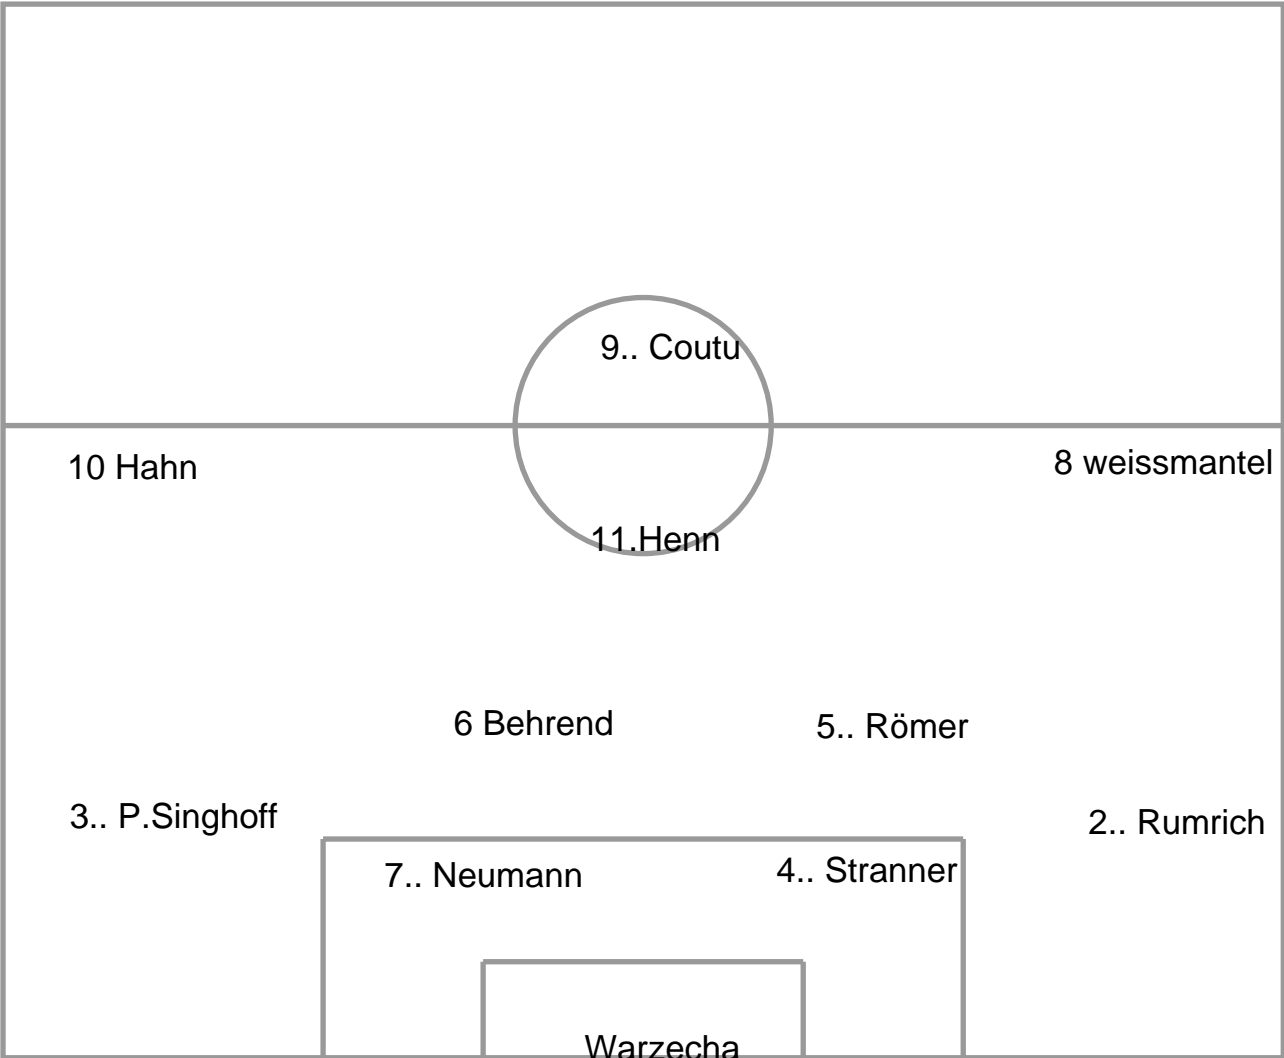 9.. Coutu
10 Hahn
8 weissmantel
11.Henn
6 Behrend
5.. Römer
3.. P.Singhoff
2.. Rumrich
7.. Neumann
4.. Stranner
Warzecha